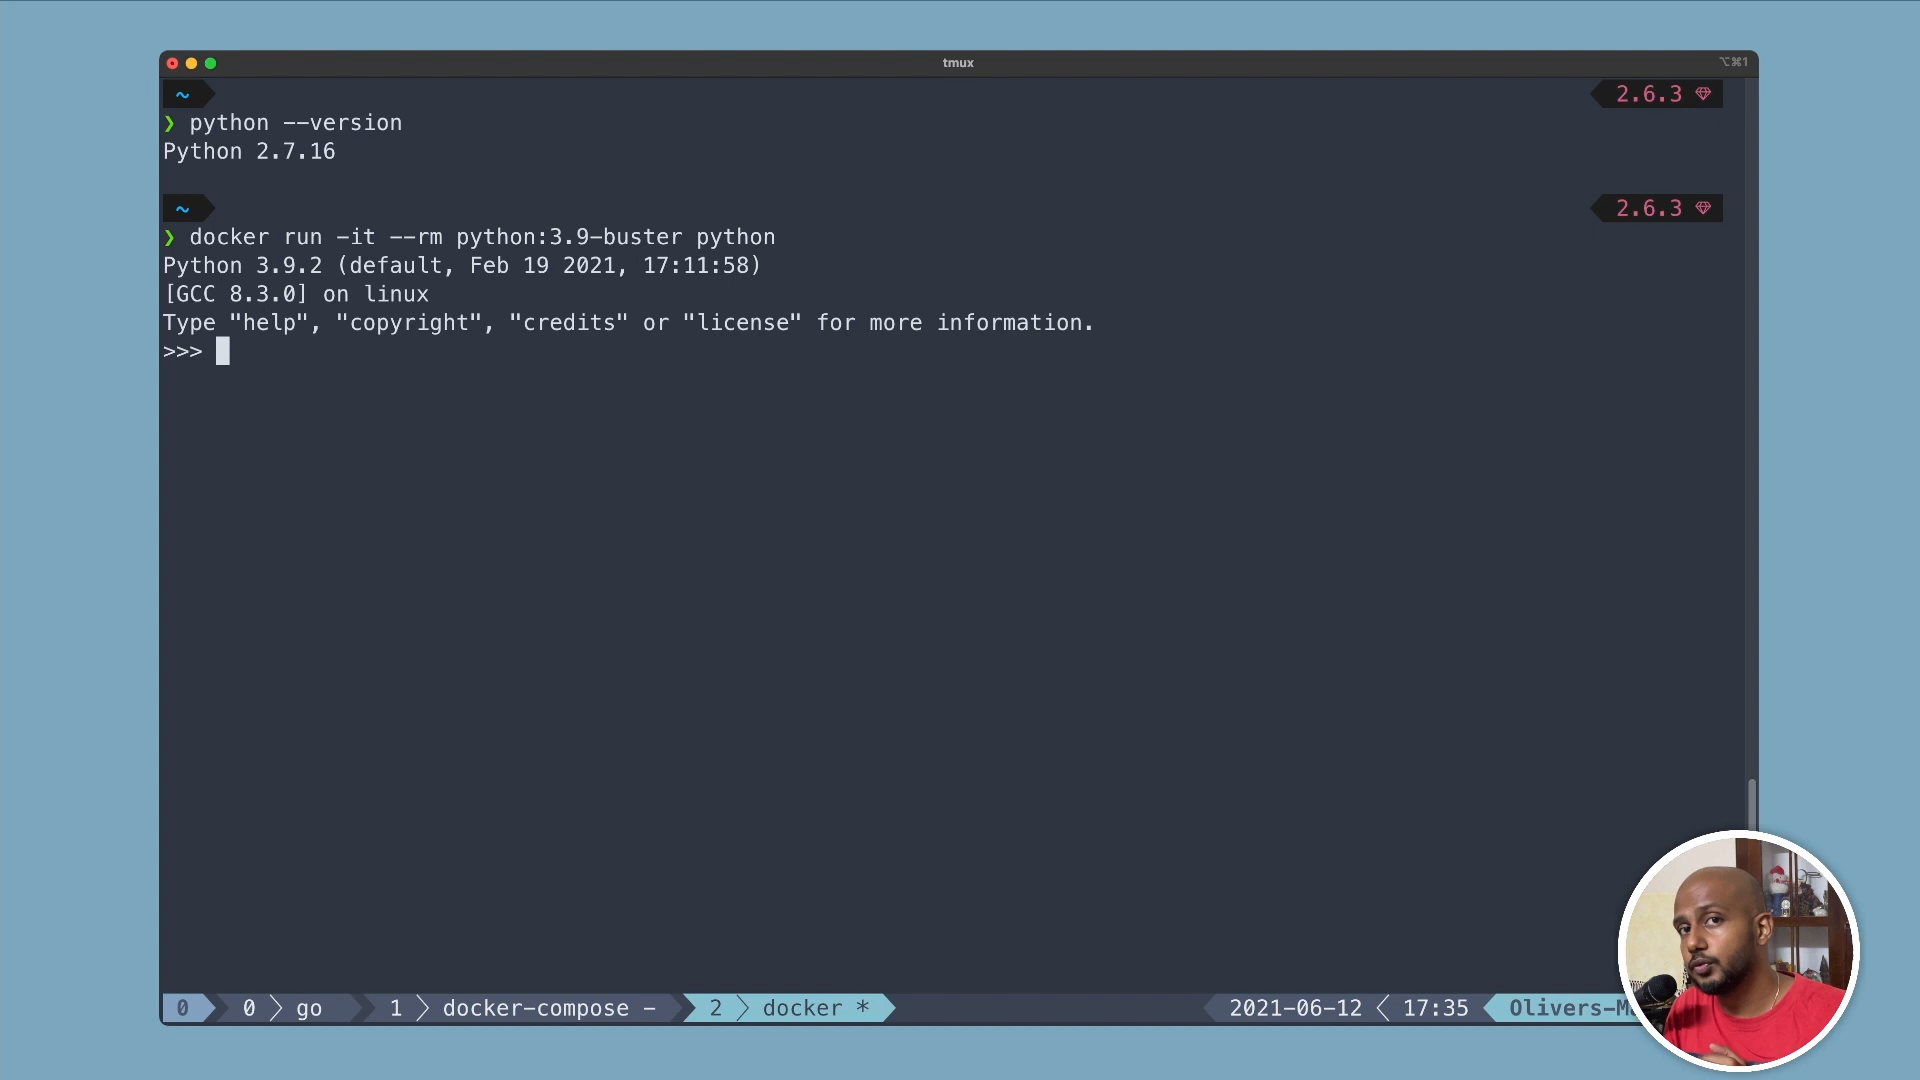 tmux
⌥⌘1
~ 2.6.3
❯ python --version
Python 2.7.16
~ 2.6.3
❯ docker run -it --rm python:3.9-buster python
Python 3.9.2 (default, Feb 19 2021, 17:11:58)
[GCC 8.3.0] on linux
Type "help", "copyright", "credits" or "license" for more information.
>>>
0 0 go 1 docker-compose - 2 docker * 2021-06-12 17:35 Olivers-M